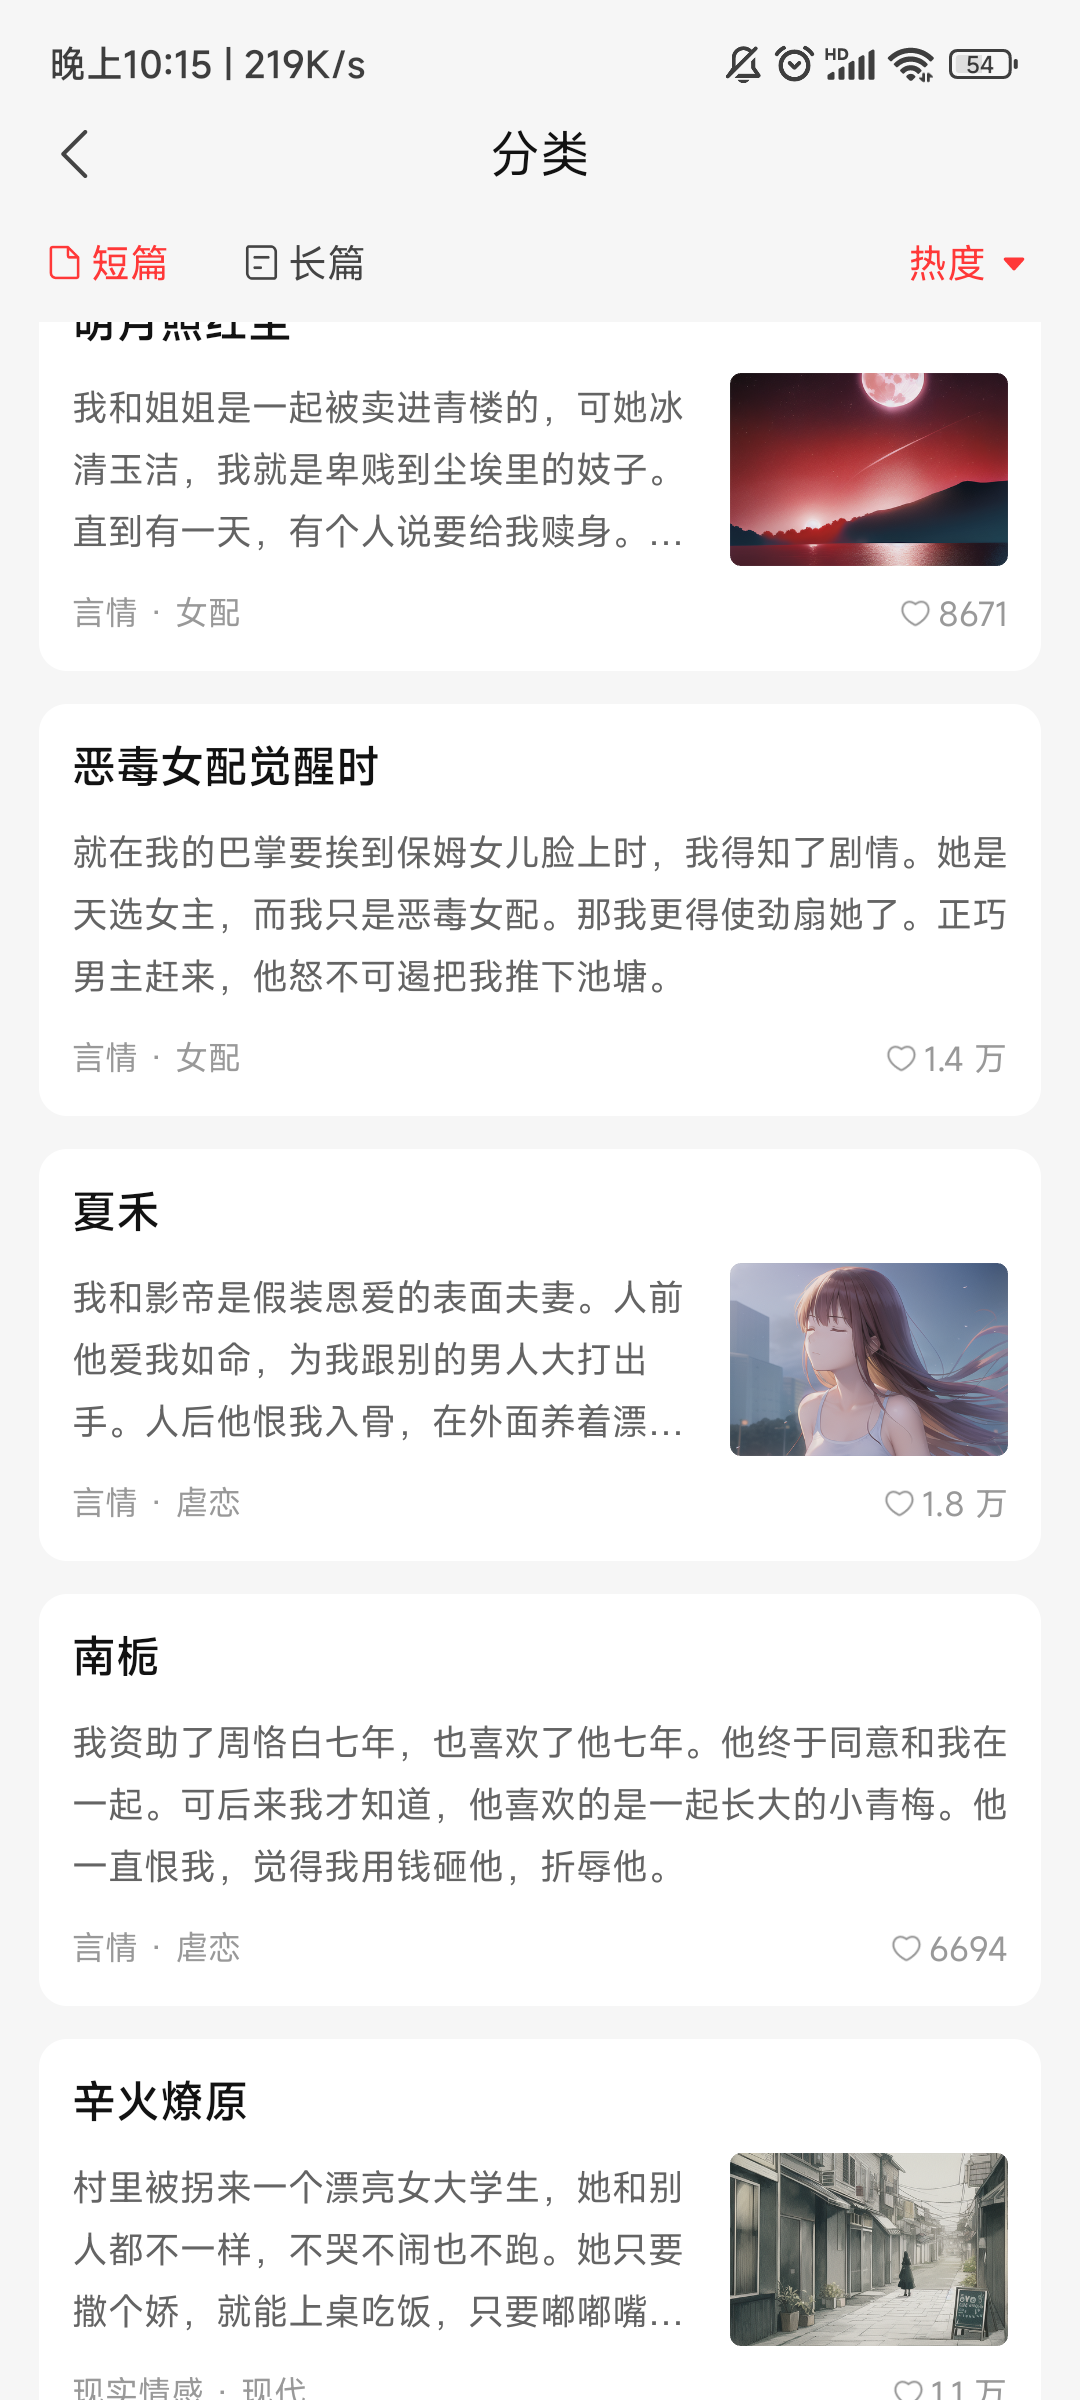 晚上10:15 | 219K/s
HD
54
分类
短篇
长篇
热度
明月照红尘
我和姐姐是一起被卖进青楼的，可她冰
清玉洁，我就是卑贱到尘埃里的妓子。
直到有一天，有个人说要给我赎身。…
言情 · 女配
8671
恶毒女配觉醒时
就在我的巴掌要挨到保姆女儿脸上时，我得知了剧情。她是
天选女主，而我只是恶毒女配。那我更得使劲扇她了。正巧
男主赶来，他怒不可遏把我推下池塘。
言情 · 女配
1.4 万
夏禾
我和影帝是假装恩爱的表面夫妻。人前
他爱我如命，为我跟别的男人大打出
手。人后他恨我入骨，在外面养着漂…
言情 · 虐恋
1.8 万
南栀
我资助了周恪白七年，也喜欢了他七年。他终于同意和我在
一起。可后来我才知道，他喜欢的是一起长大的小青梅。他
一直恨我，觉得我用钱砸他，折辱他。
言情 · 虐恋
6694
辛火燎原
村里被拐来一个漂亮女大学生，她和别
人都不一样，不哭不闹也不跑。她只要
撒个娇，就能上桌吃饭，只要嘟嘟嘴…
现实情感 · 现代
1.1 万